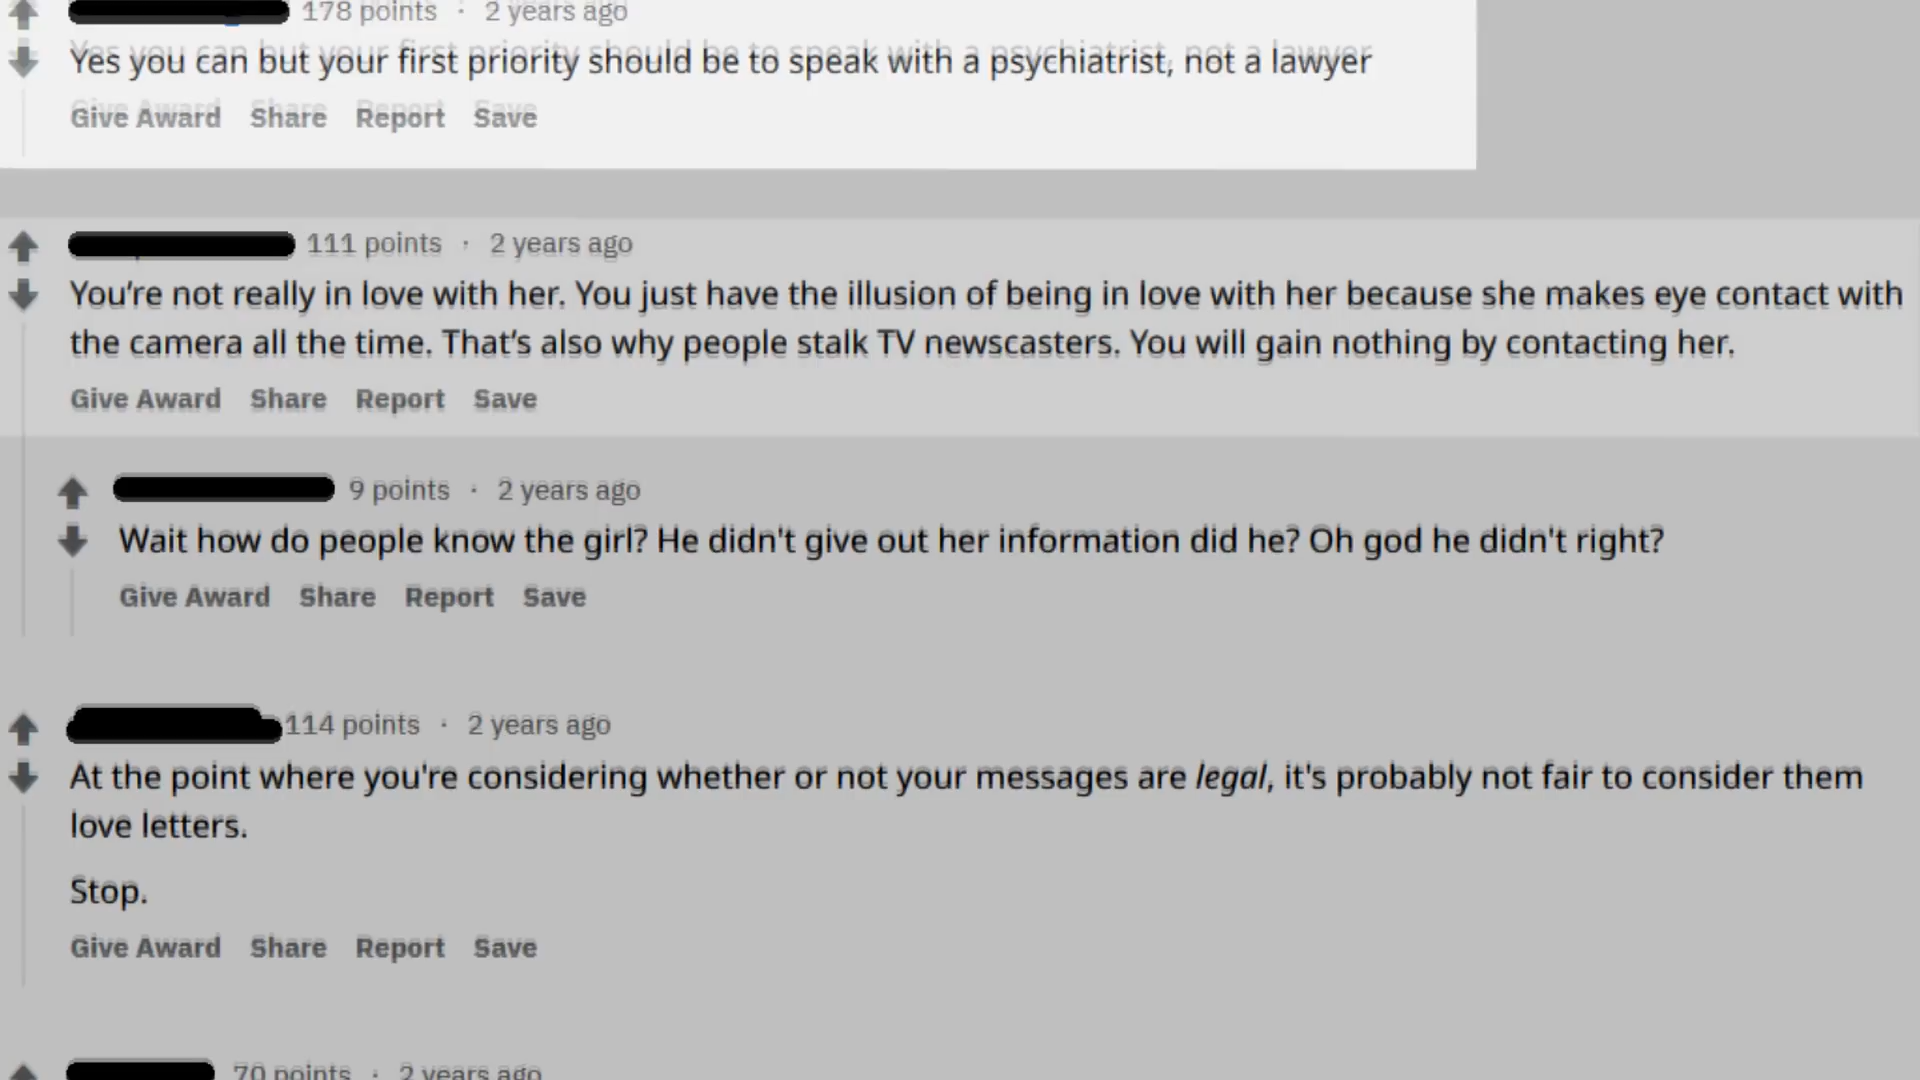 178 points · 2 years ago
Yes you can but your first priority should be to speak with a psychiatrist, not a lawyer
Give Award Share Report Save
111 points · 2 years ago
You're not really in love with her. You just have the illusion of being in love with her because she makes eye contact with
the camera all the time. That's also why people stalk TV newscasters. You will gain nothing by contacting her.
Give Award Share Report Save
9 points · 2 years ago
Wait how do people know the girl? He didn't give out her information did he? Oh god he didn't right?
Give Award Share Report Save
114 points · 2 years ago
At the point where you're considering whether or not your messages are legal, it's probably not fair to consider them
love letters.
Stop.
Give Award Share Report Save
70 points · 2 years ago